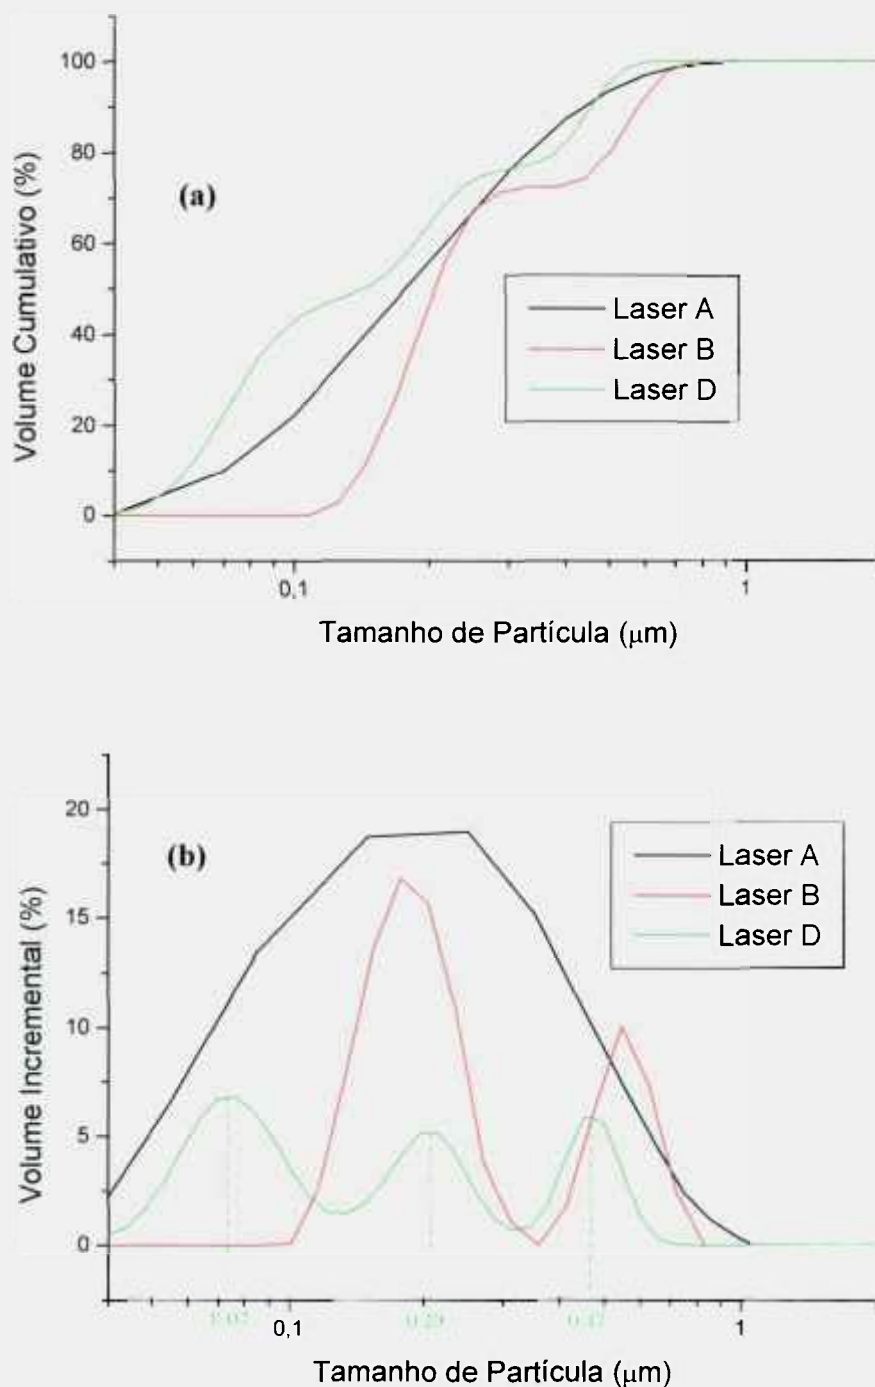 100
80
60
40
20
0
Volume Cumulativo (%)
(a)
Laser A
Laser B
Laser D
0,1
1
Tamanho de Partícula (μm)
20
15
10
5
0
Volume Incremental (%)
(b)
Laser A
Laser B
Laser D
0,1
1
Tamanho de Partícula (μm)